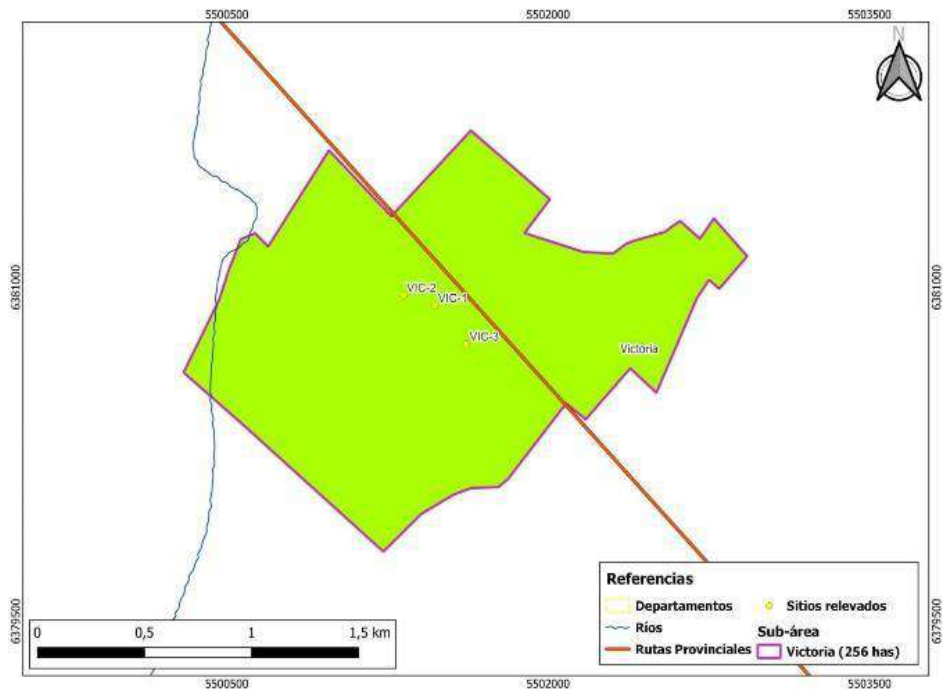 5500500 5502000 5503500
N
6381000 6381000
VIC-2
VIC-1
VIC-3
Victoria
Referencias
Departamentos
Sitios relevados
Ríos
Sub-área
Rutas Provinciales
Victoria (256 has)
6379500 6379500
0 0,5 1 1,5 km
5500500 5502000 5503500